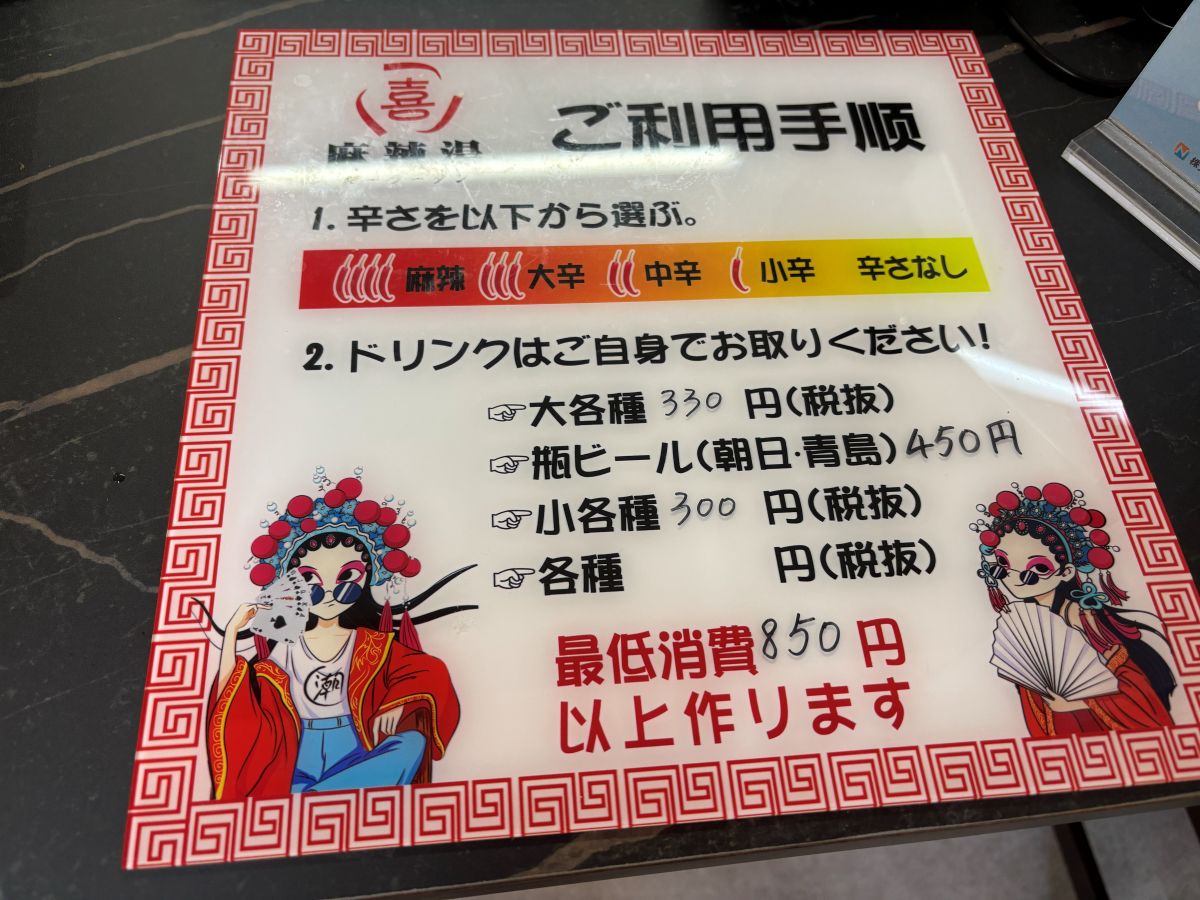 喜
麻辣湯
ご利用手順
1. 辛さを以下から選ぶ。
麻辣 大辛 中辛 小辛 辛さなし
2. ドリンクはご自身でお取りください!
☞大各種 330 円(税抜)
☞瓶ビール(朝日·青島)450円
☞小各種 300 円(税抜)
☞各種 円(税抜)
最低消費850円
以上作ります
潮